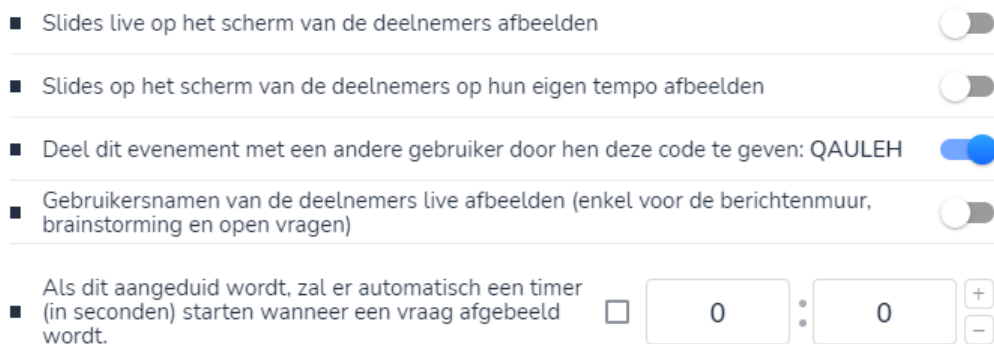 Slides live op het scherm van de deelnemers afbeelden
Slides op het scherm van de deelnemers op hun eigen tempo afbeelden
Deel dit evenement met een andere gebruiker door hen deze code te geven: QAULEH
Gebruikersnamen van de deelnemers live afbeelden (enkel voor de berichtenmuur,
brainstorming en open vragen)
Als dit aangeduid wordt, zal er automatisch een timer
(in seconden) starten wanneer een vraag afgebeeld
wordt.
0 : 0
+
−